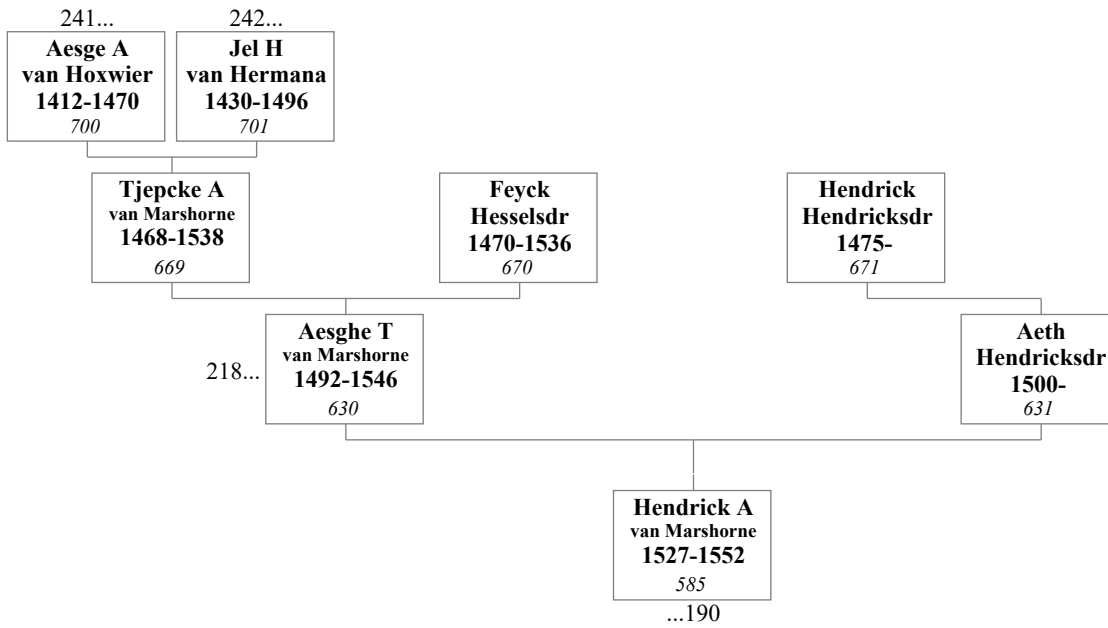 241...
242...
Aesge A
van Hoxwier
1412-1470
700
Jel H
van Hermana
1430-1496
701
Tjepcke A
van Marshorne
1468-1538
669
Feyck
Hesselsdr
1470-1536
670
Hendrick
Hendricksdr
1475-
671
218...
Aesghe T
van Marshorne
1492-1546
630
Aeth
Hendricksdr
1500-
631
Hendrick A
van Marshorne
1527-1552
585
...190